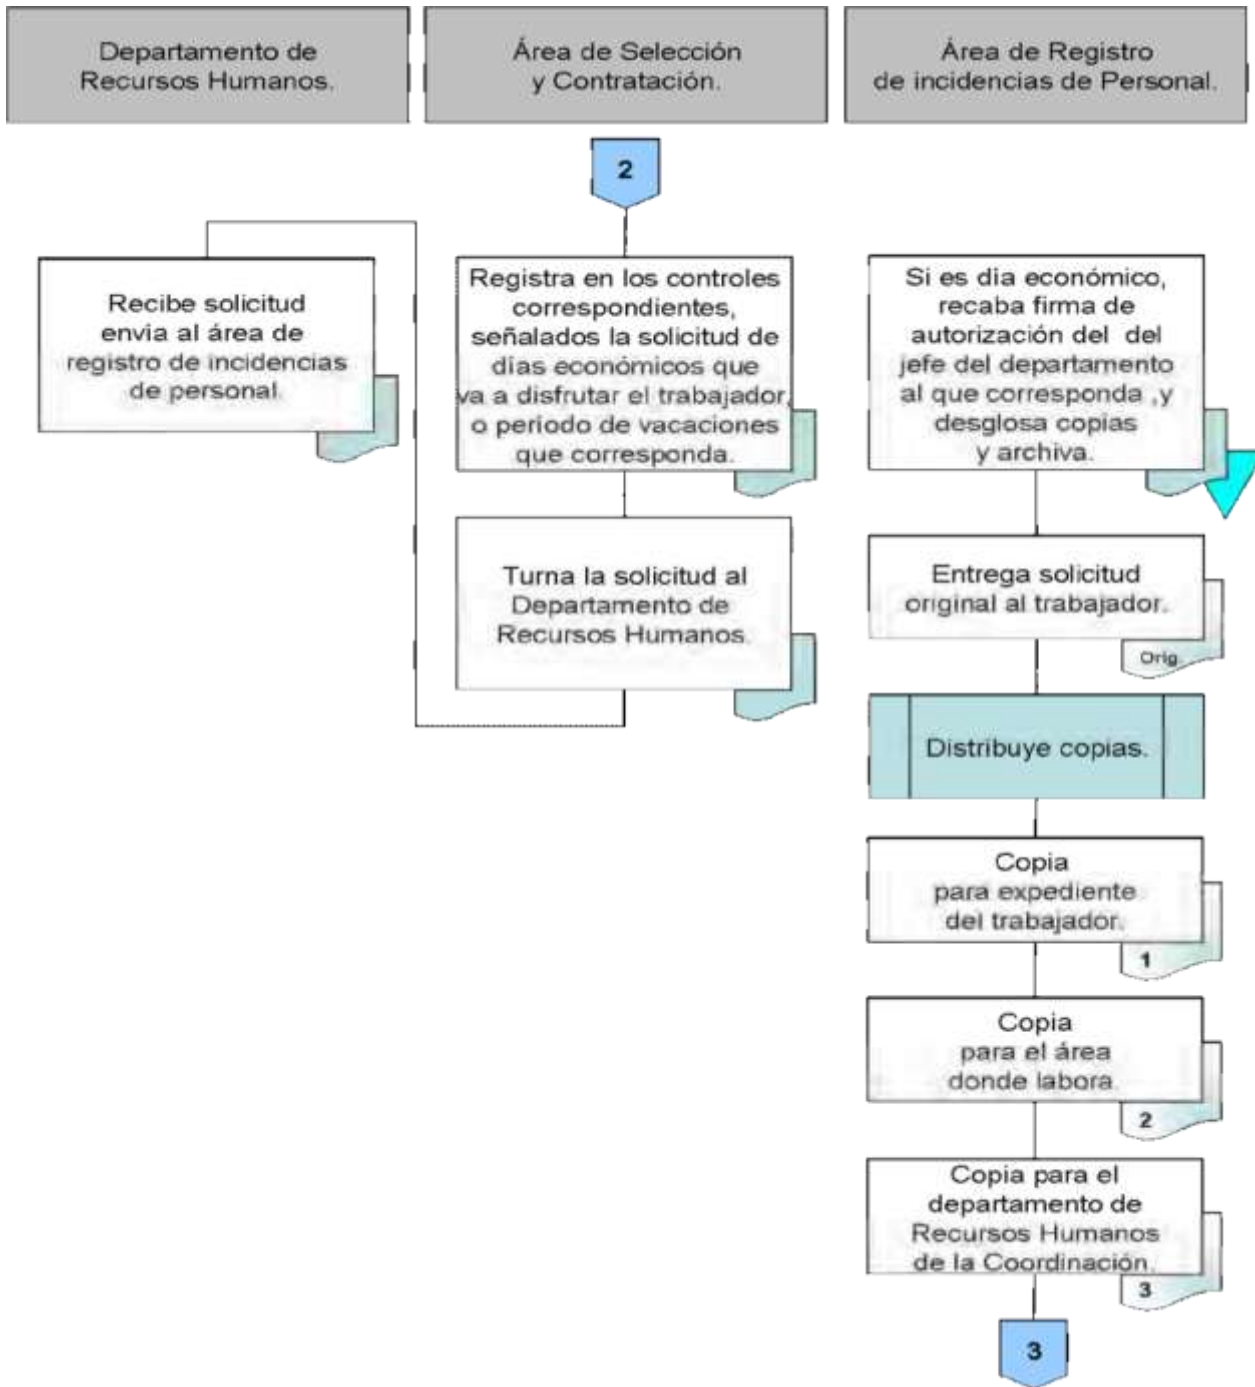 Departamento de
Recursos Humanos.
Área de Selección
y Contratación.
Área de Registro
de incidencias de Personal.
2
Recibe solicitud
envia al área de
registro de incidencias
de personal.
Registra en los controles
correspondientes,
señalados la solicitud de
días económicos que
va a disfrutar el trabajador,
o periodo de vacaciones
que corresponda.
Turna la solicitud al
Departamento de
Recursos Humanos.
Si es día económico,
recaba firma de
autorización del del
jefe del departamento
al que corresponda ,y
desglosa copias
y archiva.
Entrega solicitud
original al trabajador.
Orig.
Distribuye copias.
Copia
para expediente
del trabajador.
1
Copia
para el área
donde labora.
2
Copia para el
departamento de
Recursos Humanos
de la Coordinación.
3
3